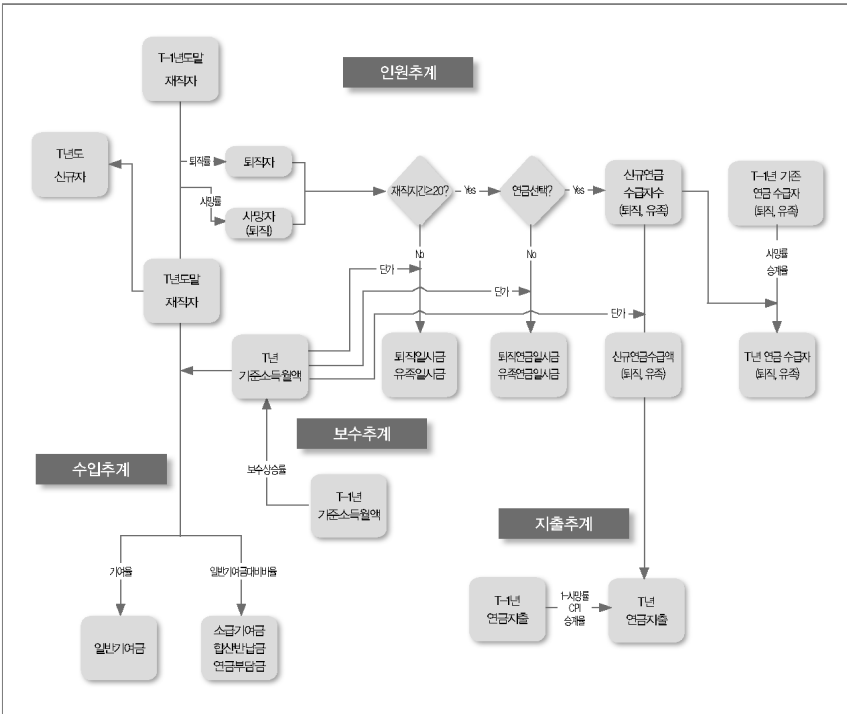 T-1년도말
재직자
인원추계
T년도
신규자
퇴직률
퇴직자
사망률
사망자
(퇴직)
재직기간≥20?
Yes
연금선택?
Yes
신규연금
수급자수
(퇴직, 유족)
T-1년 기존
연금 수급자
(퇴직, 유족)
No
No
사망률
승계율
T년도말
재직자
단가
단가
단가
T년
기준소득월액
퇴직일시금
유족일시금
퇴직연금일시금
유족연금일시금
신규연금수급액
(퇴직, 유족)
T년 연금 수급자
(퇴직, 유족)
보수추계
수입추계
보수상승률
T-1년
기준소득월액
지출추계
기여율
일반기여금대비비율
T-1년
연금지출
1-사망률
CPI
승계율
T년
연금지출
일반기여금
소급기여금
합산반납금
연금부담금